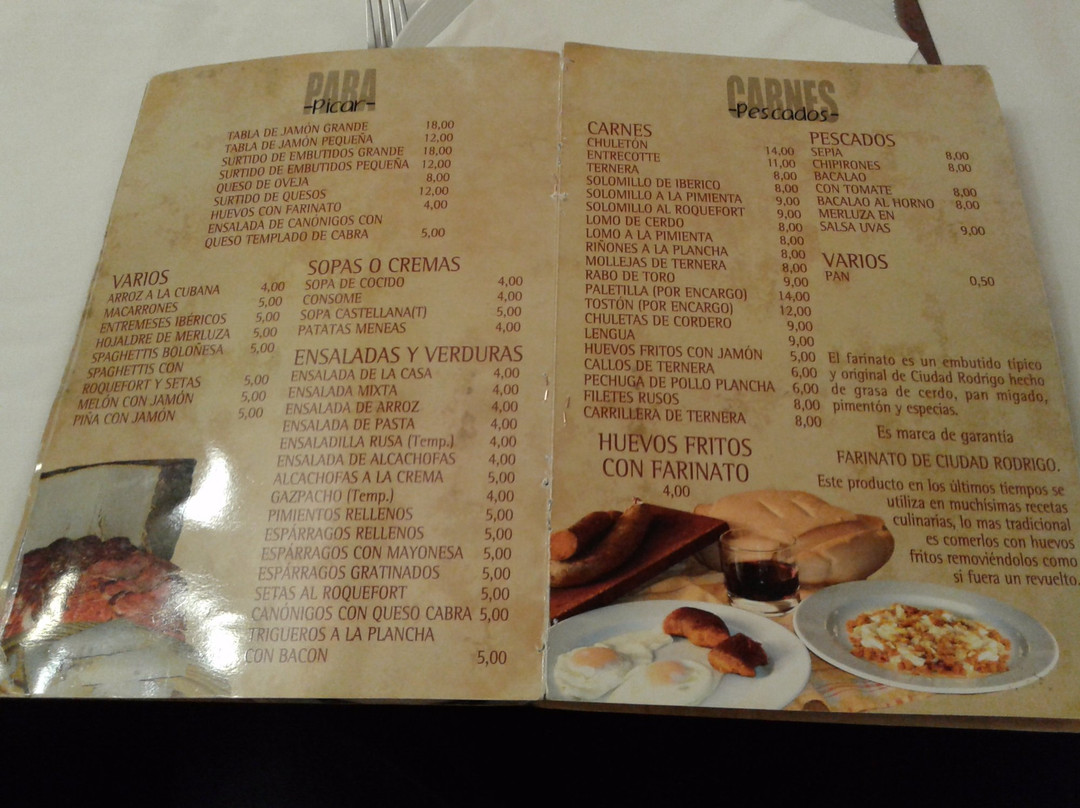 PARA
-Picar-
TABLA DE JAMÓN GRANDE 18,00
TABLA DE JAMÓN PEQUEÑA 12,00
SURTIDO DE EMBUTIDOS GRANDE 18,00
SURTIDO DE EMBUTIDOS PEQUEÑA 12,00
QUESO DE OVEJA 8,00
SURTIDO DE QUESOS 12,00
HUEVOS CON FARINATO 4,00
ENSALADA DE CANÓNIGOS CON
QUESO TEMPLADO DE CABRA 5,00
VARIOS
ARROZ A LA CUBANA 4,00
MACARRONES 5,00
ENTREMESES IBÉRICOS 5,00
HOJALDRE DE MERLUZA 5,00
SPAGHETTIS BOLOÑESA 5,00
SPAGHETTIS CON
ROQUEFORT Y SETAS 5,00
MELÓN CON JAMÓN 5,00
PIÑA CON JAMÓN 5,00
SOPAS O CREMAS
SOPA DE COCIDO 4,00
CONSOME 4,00
SOPA CASTELLANA(T) 5,00
PATATAS MENEAS 4,00
ENSALADAS Y VERDURAS
ENSALADA DE LA CASA 4,00
ENSALADA MIXTA 4,00
ENSALADA DE ARROZ 4,00
ENSALADA DE PASTA 4,00
ENSALADILLA RUSA (Temp.) 4,00
ENSALADA DE ALCACHOFAS 4,00
ALCACHOFAS A LA CREMA 5,00
GAZPACHO (Temp.) 4,00
PIMIENTOS RELLENOS 5,00
ESPÁRRAGOS RELLENOS 5,00
ESPÁRRAGOS CON MAYONESA 5,00
ESPÁRRAGOS GRATINADOS 5,00
SETAS AL ROQUEFORT 5,00
CANÓNIGOS CON QUESO CABRA 5,00
TRIGUEROS A LA PLANCHA
CON BACON 5,00
CARNES
-Pescados-
CARNES
CHULETÓN 14,00
ENTRECOTTE 11,00
TERNERA 8,00
SOLOMILLO DE IBERICO 8,00
SOLOMILLO A LA PIMIENTA 9,00
SOLOMILLO AL ROQUEFORT 9,00
LOMO DE CERDO 8,00
LOMO A LA PIMIENTA 8,00
RIÑONES A LA PLANCHA 8,00
MOLLEJAS DE TERNERA 8,00
RABO DE TORO 9,00
PALETILLA (POR ENCARGO) 14,00
TOSTÓN (POR ENCARGO) 12,00
CHULETAS DE CORDERO 9,00
LENGUA 9,00
HUEVOS FRITOS CON JAMÓN 5,00
CALLOS DE TERNERA 6,00
PECHUGA DE POLLO PLANCHA 6,00
FILETES RUSOS 8,00
CARRILLERA DE TERNERA 8,00
HUEVOS FRITOS
CON FARINATO
4,00
PESCADOS
SEPIA 8,00
CHIPIRONES 8,00
BACALAO
CON TOMATE 8,00
BACALAO AL HORNO 8,00
MERLUZA EN
SALSA UVAS 9,00
VARIOS
PAN 0,50
El farinato es un embutido típico
y original de Ciudad Rodrigo hecho
de grasa de cerdo, pan migado,
pimentón y especias.
Es marca de garantía
FARINATO DE CIUDAD RODRIGO.
Este producto en los últimos tiempos se
utiliza en muchísimas recetas
culinarias, lo mas tradicional
es comerlos con huevos
fritos removiéndolos como
si fuera un revuelto.